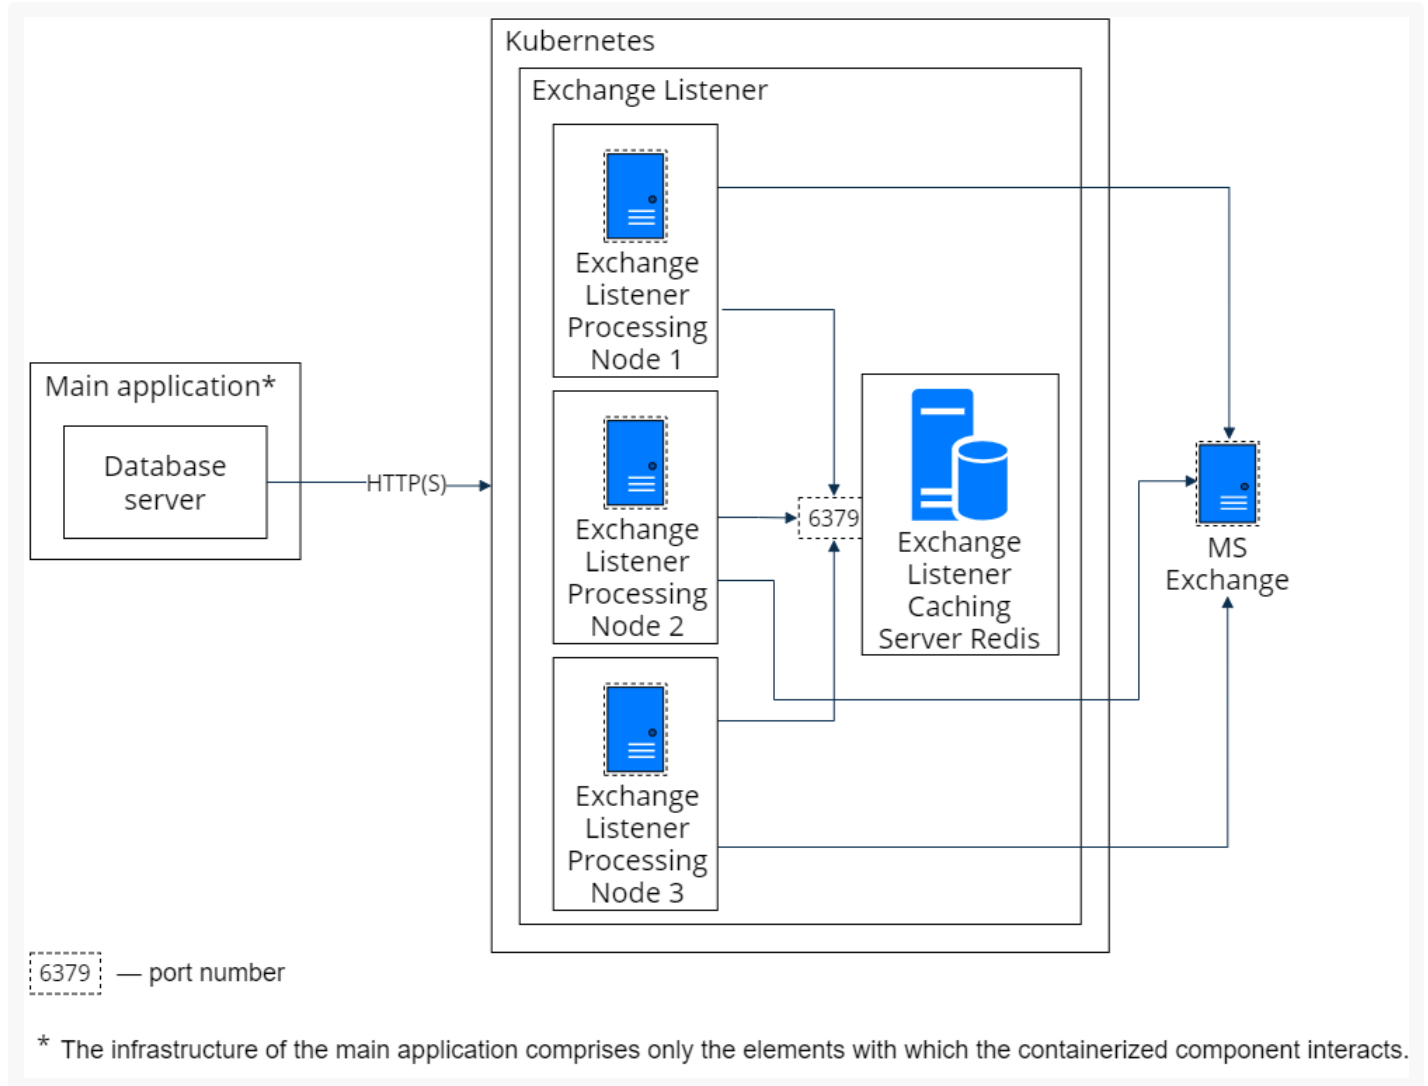 Kubernetes
Exchange Listener
Exchange
Listener
Processing
Node 1
Main application*
Database
server
HTTP(S)
Exchange
Listener
Processing
Node 2
6379
Exchange
Listener
Caching
Server Redis
MS
Exchange
Exchange
Listener
Processing
Node 3
6379 — port number
* The infrastructure of the main application comprises only the elements with which the containerized component interacts.